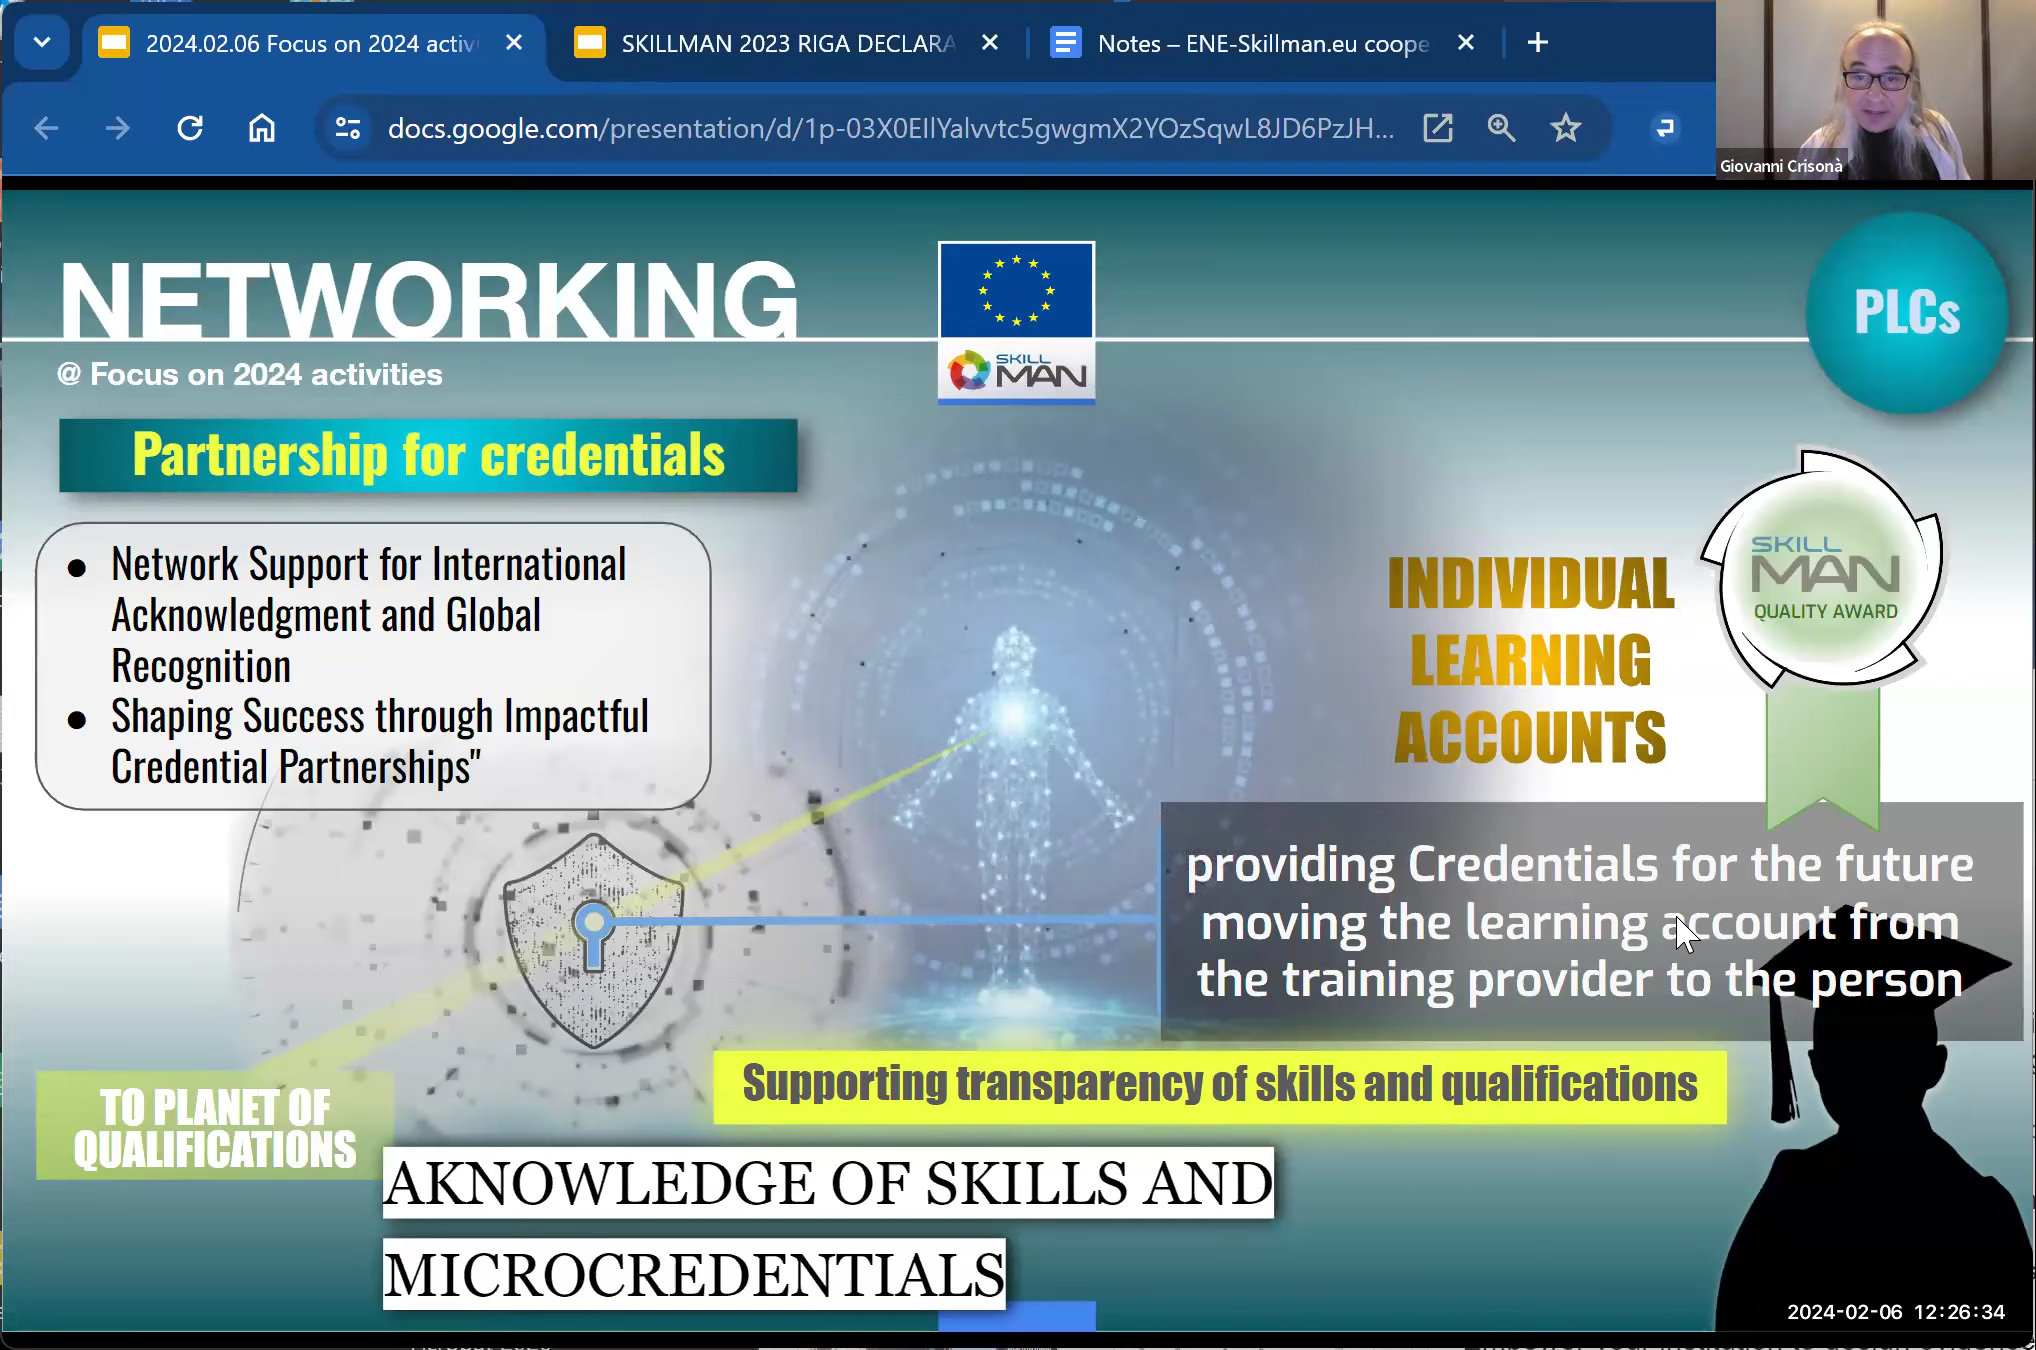 2024.02.06 Focus on 2024 activ
SKILLMAN 2023 RIGA DECLARA
Notes – ENE-Skillman.eu coope
docs.google.com/presentation/d/1p-03X0EIlYalvvtc5gwgmX2YOzSqwL8JD6PzJH...
Giovanni Crisonà
NETWORKING
PLCs
@ Focus on 2024 activities
SKILL
MAN
Partnership for credentials
● Network Support for International
Acknowledgment and Global
Recognition
● Shaping Success through Impactful
Credential Partnerships"
INDIVIDUAL
LEARNING
ACCOUNTS
SKILL
MAN
QUALITY AWARD
providing Credentials for the future
moving the learning account from
the training provider to the person
Supporting transparency of skills and qualifications
TO PLANET OF
QUALIFICATIONS
AKNOWLEDGE OF SKILLS AND
MICROCREDENTIALS
2024-02-06 12:26:34